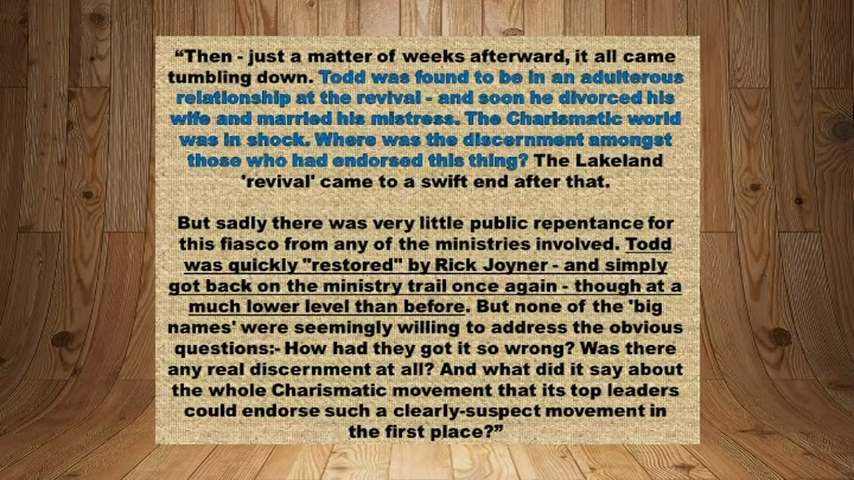 “Then - just a matter of weeks afterward, it all came
tumbling down. Todd was found to be in an adulterous
relationship at the revival - and soon he divorced his
wife and married his mistress. The Charismatic world
was in shock. Where was the discernment amongst
those who had endorsed this thing? The Lakeland
'revival' came to a swift end after that.
But sadly there was very little public repentance for
this fiasco from any of the ministries involved. Todd
was quickly "restored" by Rick Joyner - and simply
got back on the ministry trail once again - though at a
much lower level than before. But none of the 'big
names' were seemingly willing to address the obvious
questions:- How had they got it so wrong? Was there
any real discernment at all? And what did it say about
the whole Charismatic movement that its top leaders
could endorse such a clearly-suspect movement in
the first place?”